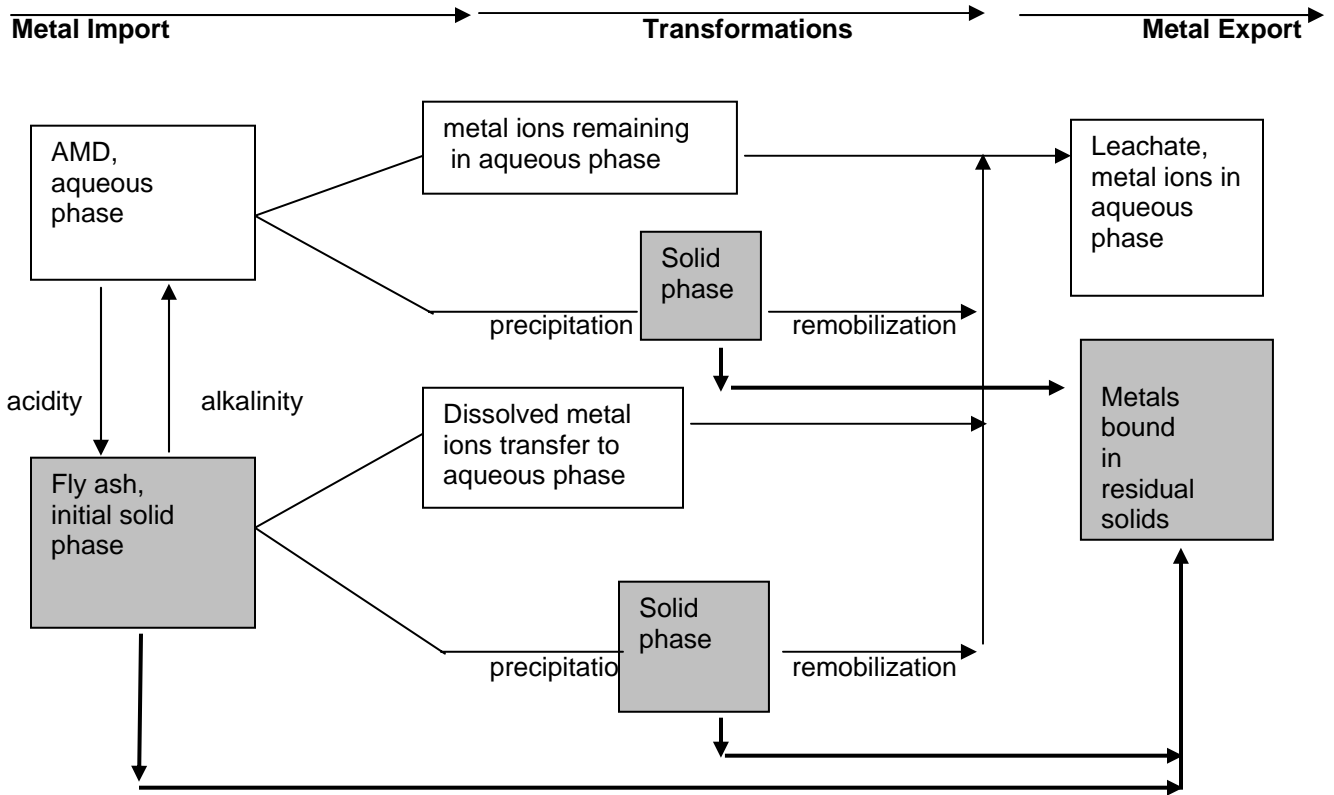 Metal Import
Transformations
Metal Export
AMD,
aqueous
phase
metal ions remaining
in aqueous phase
Leachate,
metal ions in
aqueous
phase
Solid
phase
precipitation
remobilization
acidity
alkalinity
Dissolved metal
ions transfer to
aqueous phase
Metals
bound
in
residual
solids
Fly ash,
initial solid
phase
Solid
phase
precipitatio
remobilization